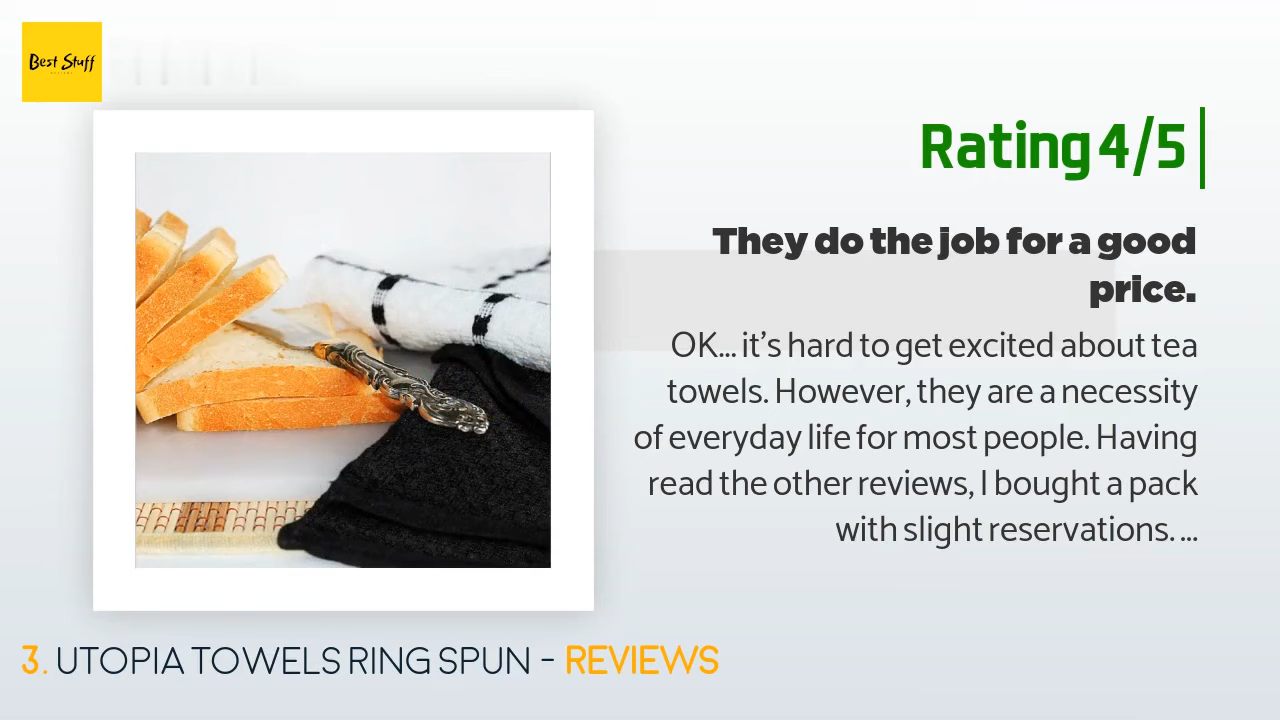 Best Stuff
Rating 4/5
They do the job for a good
price.
OK... it's hard to get excited about tea
towels. However, they are a necessity
of everyday life for most people. Having
read the other reviews, I bought a pack
with slight reservations. ...
3. UTOPIA TOWELS RING SPUN - REVIEWS